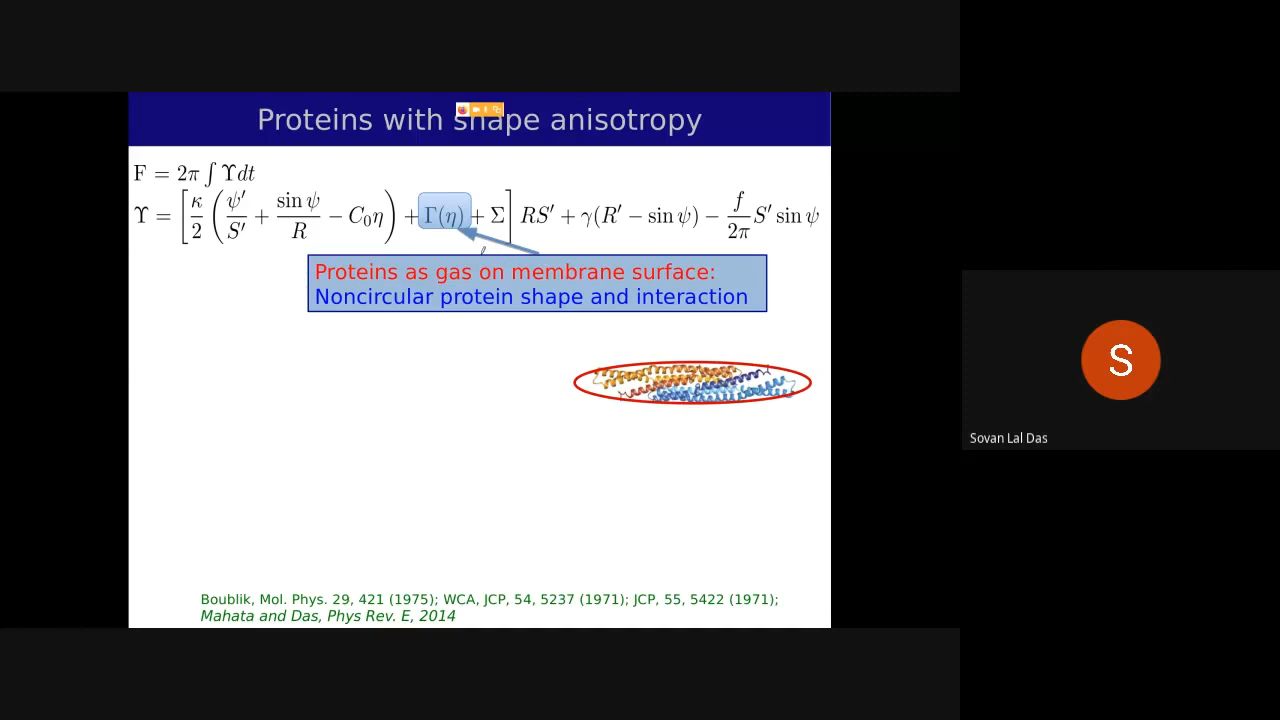 Proteins with shape anisotropy
F = 2π ∫ ϒdt
ϒ = [κ/2 (ψ′/S′ + sin ψ/R − C₀η) + Γ(η) + Σ] RS′ + γ(R′ − sin ψ) − f/2π S′ sin ψ
Proteins as gas on membrane surface:
Noncircular protein shape and interaction
S
Sovan Lal Das
Boublik, Mol. Phys. 29, 421 (1975); WCA, JCP, 54, 5237 (1971); JCP, 55, 5422 (1971);
Mahata and Das, Phys Rev. E, 2014